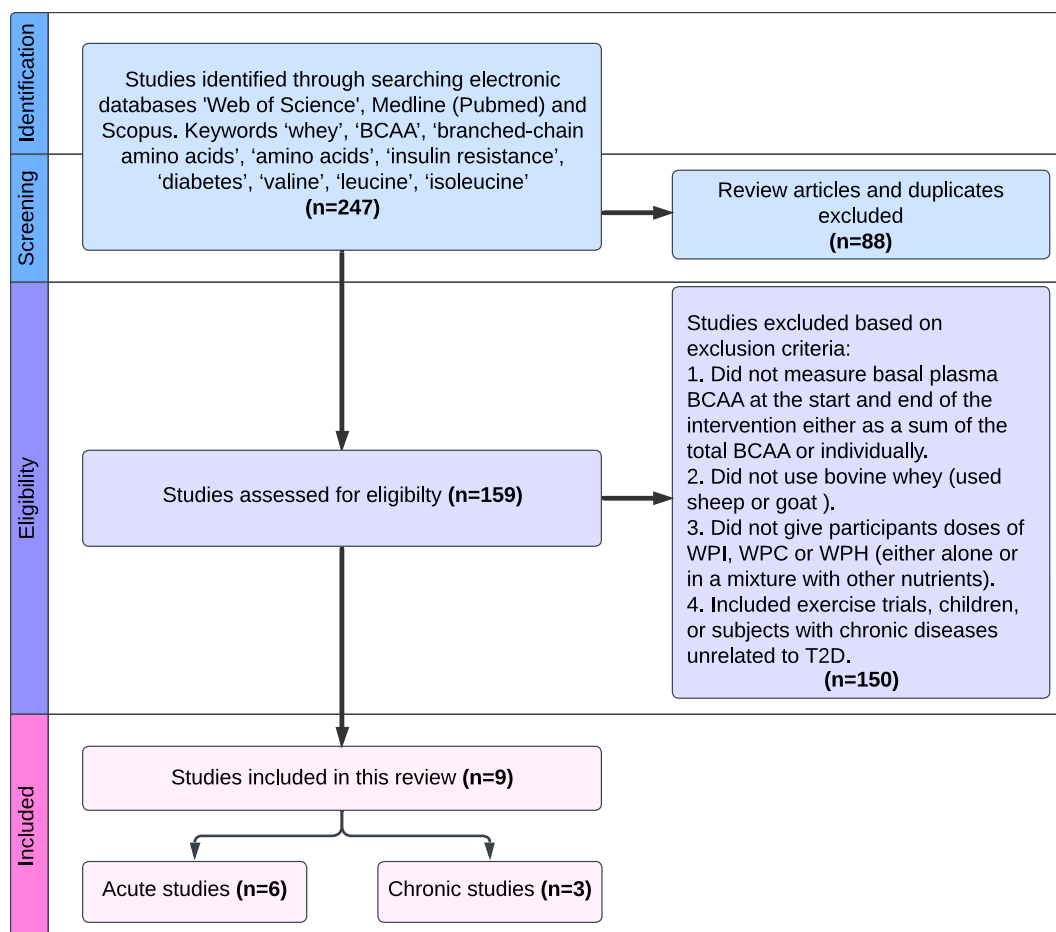 Identification
Studies identified through searching electronic
databases 'Web of Science', Medline (Pubmed) and
Scopus. Keywords ‘whey’, ‘BCAA’, ‘branched-chain
amino acids’, ‘amino acids’, ‘insulin resistance’,
‘diabetes’, ‘valine’, ‘leucine’, ‘isoleucine’
(n=247)
Screening
Review articles and duplicates
excluded
(n=88)
Eligibility
Studies assessed for eligibilty (n=159)
Studies excluded based on
exclusion criteria:
1. Did not measure basal plasma
BCAA at the start and end of the
intervention either as a sum of the
total BCAA or individually.
2. Did not use bovine whey (used
sheep or goat ).
3. Did not give participants doses of
WPI, WPC or WPH (either alone or
in a mixture with other nutrients).
4. Included exercise trials, children,
or subjects with chronic diseases
unrelated to T2D.
(n=150)
Included
Studies included in this review (n=9)
Acute studies (n=6)
Chronic studies (n=3)